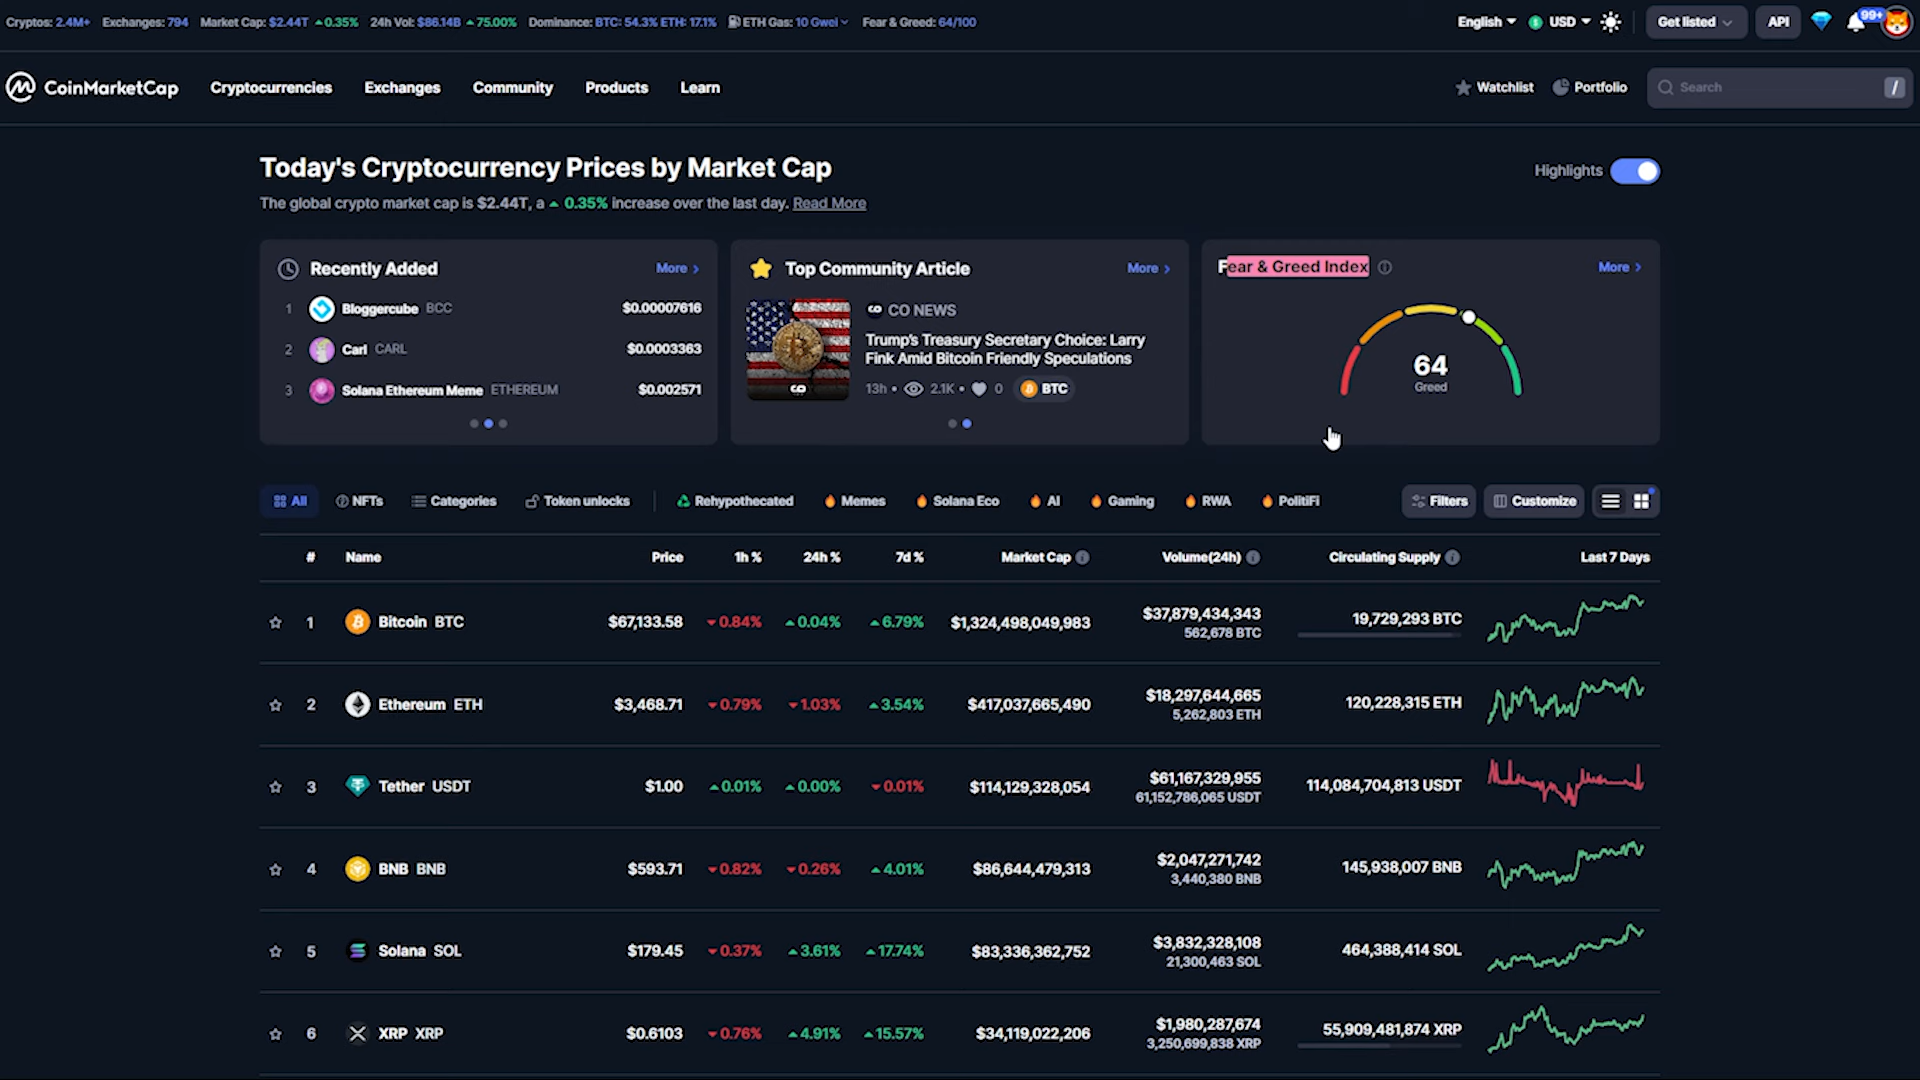 Cryptos: 2.4M+ Exchanges: 794 Market Cap: $2.44T 0.35% 24h Vol: $86.14B 75.00% Dominance: BTC: 54.3% ETH: 17.1% ETH Gas: 10 Gwei Fear & Greed: 64/100 English USD Get listed API 99+
CoinMarketCap Cryptocurrencies Exchanges Community Products Learn Watchlist Portfolio Search /
Today's Cryptocurrency Prices by Market Cap Highlights
The global crypto market cap is $2.44T, a 0.35% increase over the last day. Read More
Recently Added More
1 Bloggercube BCC $0.00007616
2 Carl CARL $0.0003363
3 Solana Ethereum Meme ETHEREUM $0.002571
Top Community Article More
CO NEWS
Trump's Treasury Secretary Choice: Larry
Fink Amid Bitcoin Friendly Speculations
13h • 2.1K • 0 BTC
Fear & Greed Index More
64
Greed
All NFTs Categories Token unlocks Rehypothecated Memes Solana Eco AI Gaming RWA PolitiFi Filters Customize
# Name Price 1h % 24h % 7d % Market Cap Volume(24h) Circulating Supply Last 7 Days
1 Bitcoin BTC $67,133.58 0.84% 0.04% 6.79% $1,324,498,049,983 $37,879,434,343 19,729,293 BTC
562,678 BTC
2 Ethereum ETH $3,468.71 0.79% 1.03% 3.54% $417,037,665,490 $18,297,644,665 120,228,315 ETH
5,262,803 ETH
3 Tether USDT $1.00 0.01% 0.00% 0.01% $114,129,328,054 $61,167,329,955 114,084,704,813 USDT
61,152,786,065 USDT
4 BNB BNB $593.71 0.82% 0.26% 4.01% $86,644,479,313 $2,047,271,742 145,938,007 BNB
3,440,380 BNB
5 Solana SOL $179.45 0.37% 3.61% 17.74% $83,336,362,752 $3,832,328,108 464,388,414 SOL
21,300,463 SOL
6 XRP XRP $0.6103 0.76% 4.91% 15.57% $34,119,022,206 $1,980,287,674 55,909,481,874 XRP
3,250,699,838 XRP